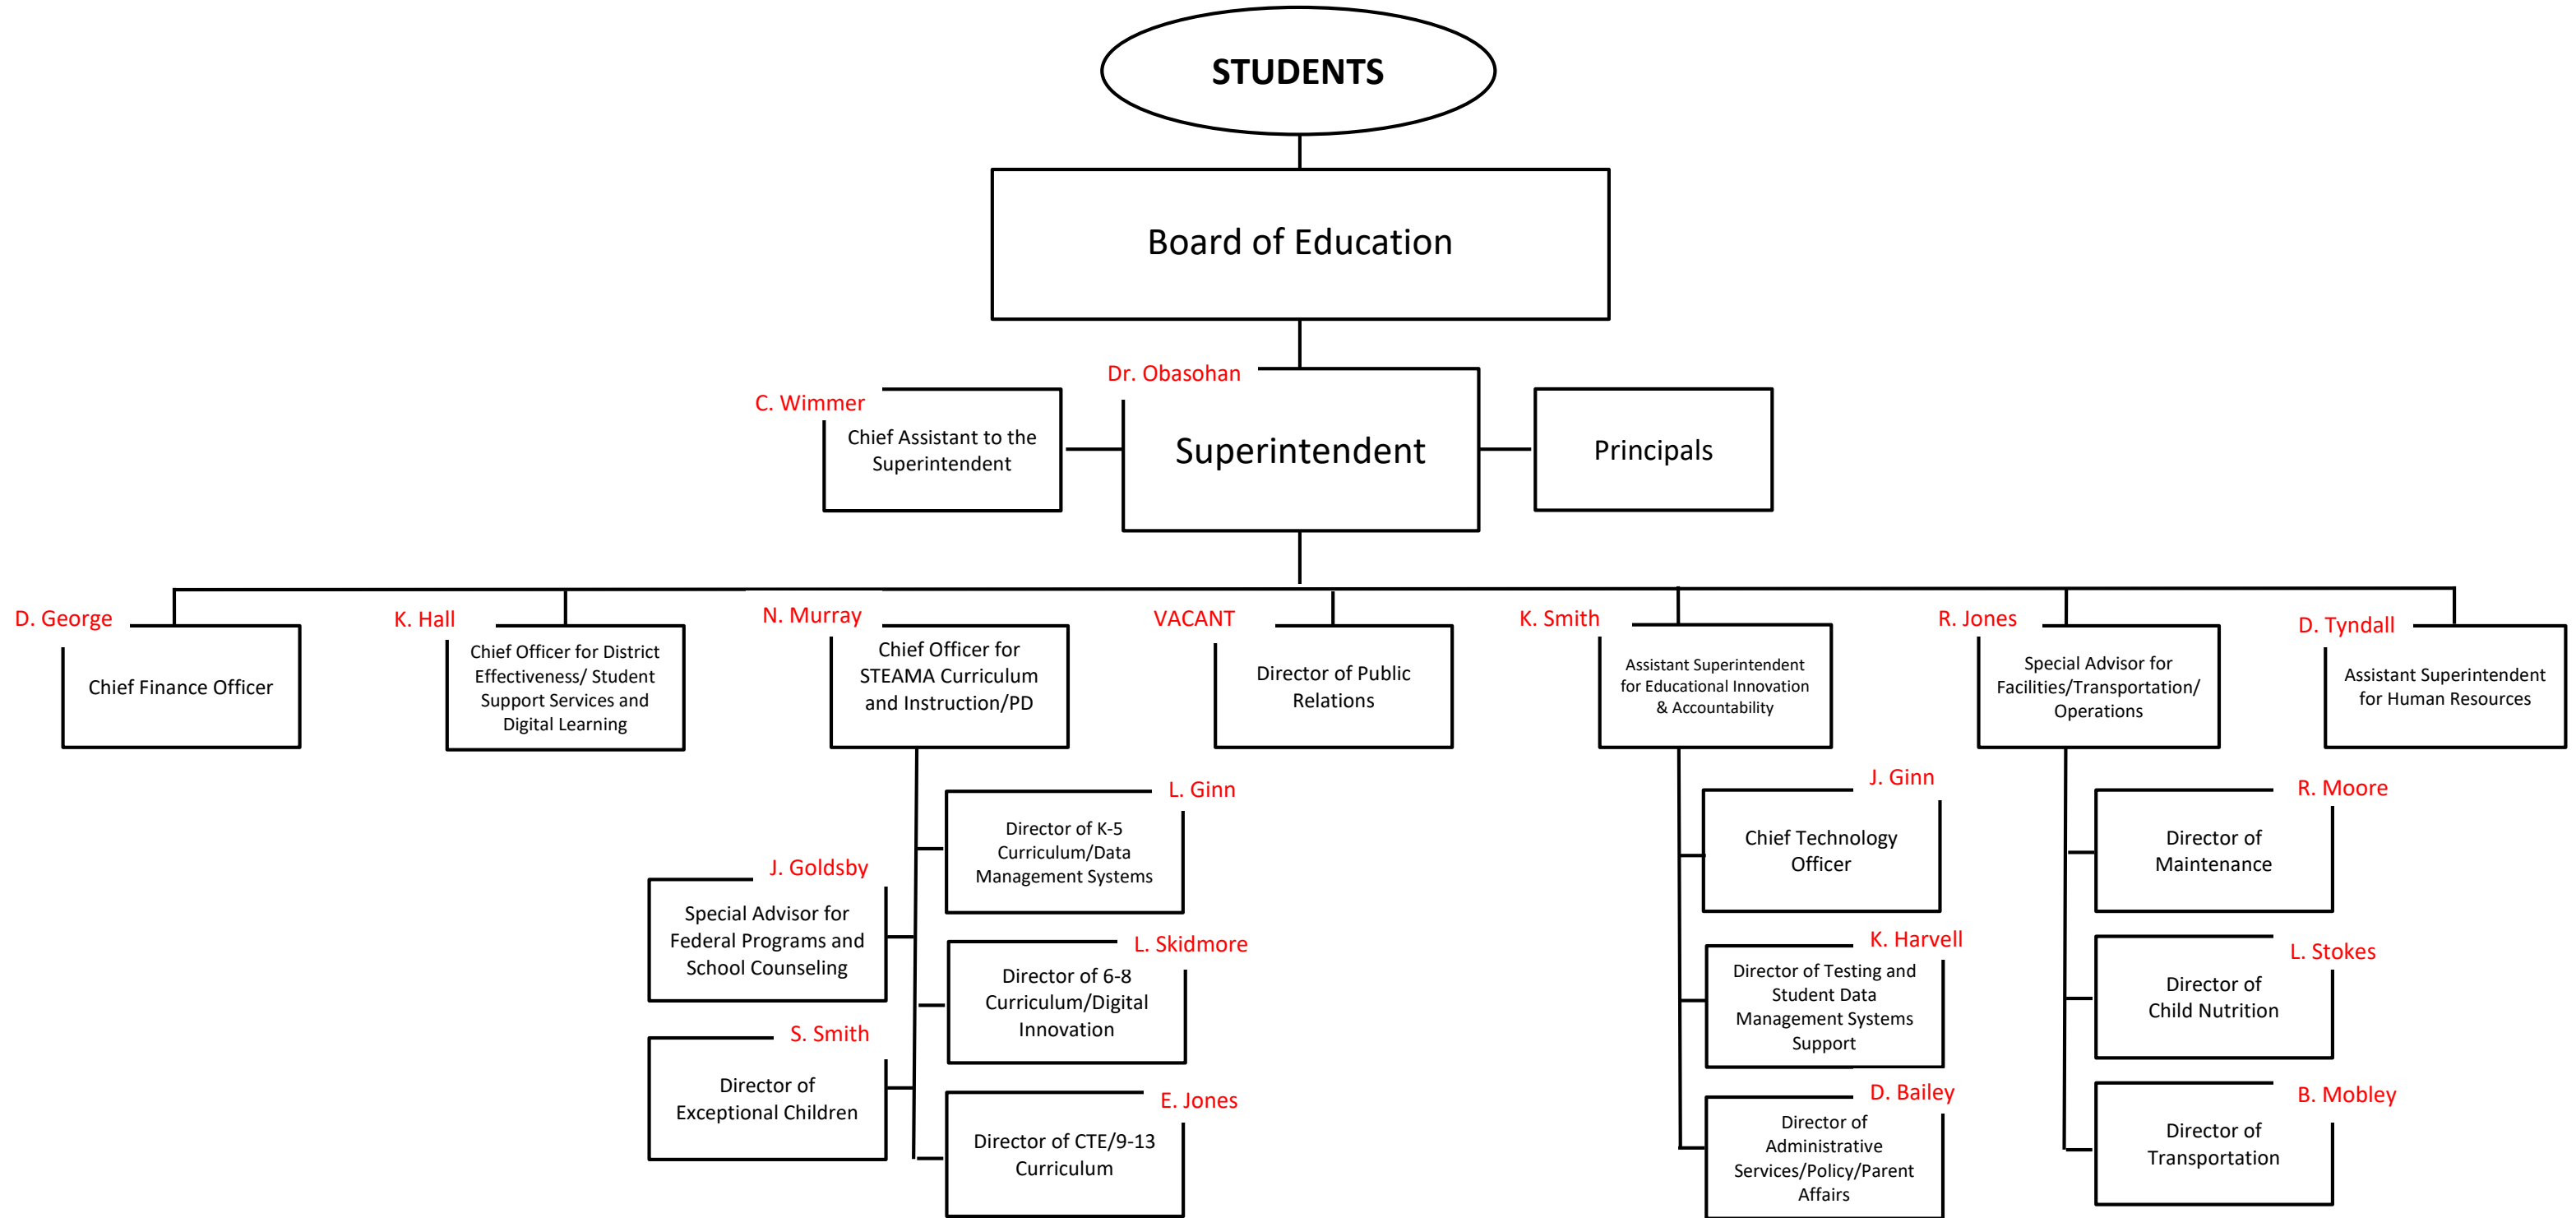 STUDENTS
Board of Education
Dr. Obasohan
Superintendent
C. Wimmer
Chief Assistant to the
Superintendent
Principals
D. George
Chief Finance Officer
K. Hall
Chief Officer for District
Effectiveness/ Student
Support Services and
Digital Learning
N. Murray
Chief Officer for
STEAMA Curriculum
and Instruction/PD
VACANT
Director of Public
Relations
K. Smith
Assistant Superintendent
for Educational Innovation
& Accountability
R. Jones
Special Advisor for
Facilities/Transportation/
Operations
D. Tyndall
Assistant Superintendent
for Human Resources
L. Ginn
Director of K-5
Curriculum/Data
Management Systems
J. Goldsby
Special Advisor for
Federal Programs and
School Counseling
L. Skidmore
Director of 6-8
Curriculum/Digital
Innovation
S. Smith
Director of
Exceptional Children
E. Jones
Director of CTE/9-13
Curriculum
J. Ginn
Chief Technology
Officer
K. Harvell
Director of Testing and
Student Data
Management Systems
Support
D. Bailey
Director of
Administrative
Services/Policy/Parent
Affairs
R. Moore
Director of
Maintenance
L. Stokes
Director of
Child Nutrition
B. Mobley
Director of
Transportation